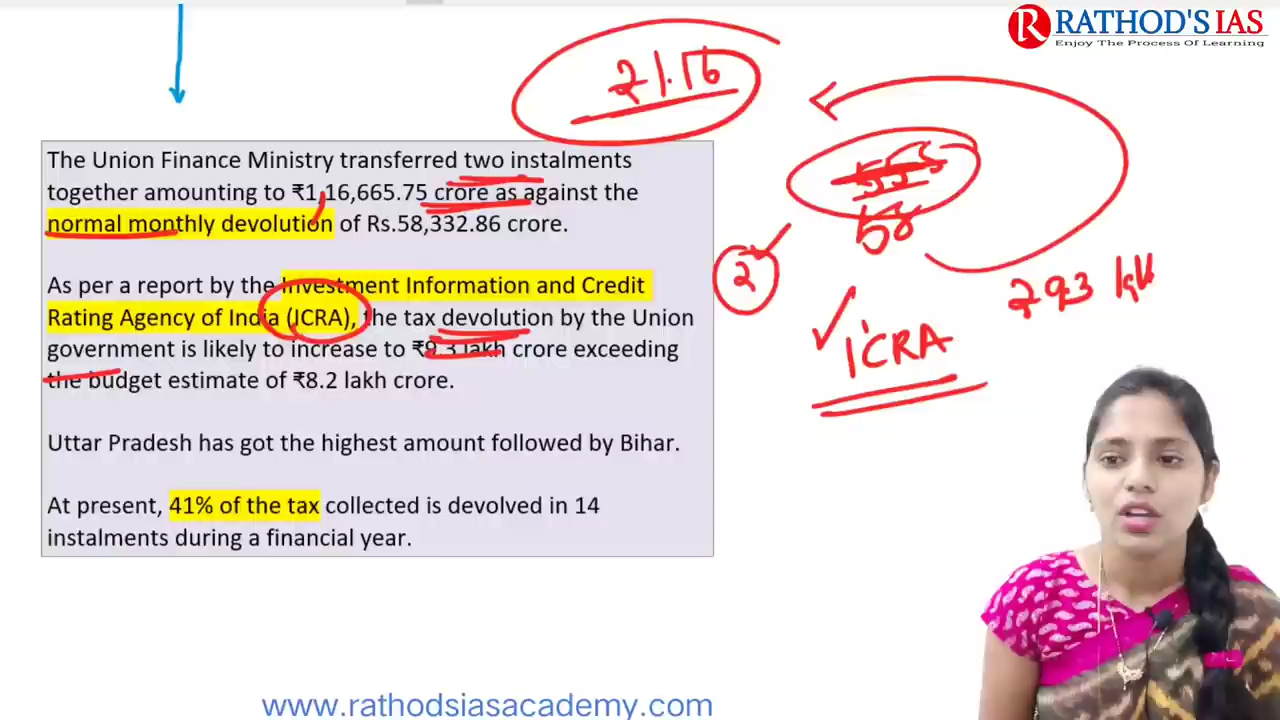 RATHOD'S IAS
Enjoy The Process Of Learning
₹1.16
The Union Finance Ministry transferred two instalments
together amounting to ₹1,16,665.75 crore as against the
normal monthly devolution of Rs.58,332.86 crore.
58
2
As per a report by the Investment Information and Credit
Rating Agency of India (ICRA), the tax devolution by the Union
government is likely to increase to ₹9.3 lakh crore exceeding
the budget estimate of ₹8.2 lakh crore.
ICRA
Uttar Pradesh has got the highest amount followed by Bihar.
At present, 41% of the tax collected is devolved in 14
instalments during a financial year.
www.rathodsiasacademy.com